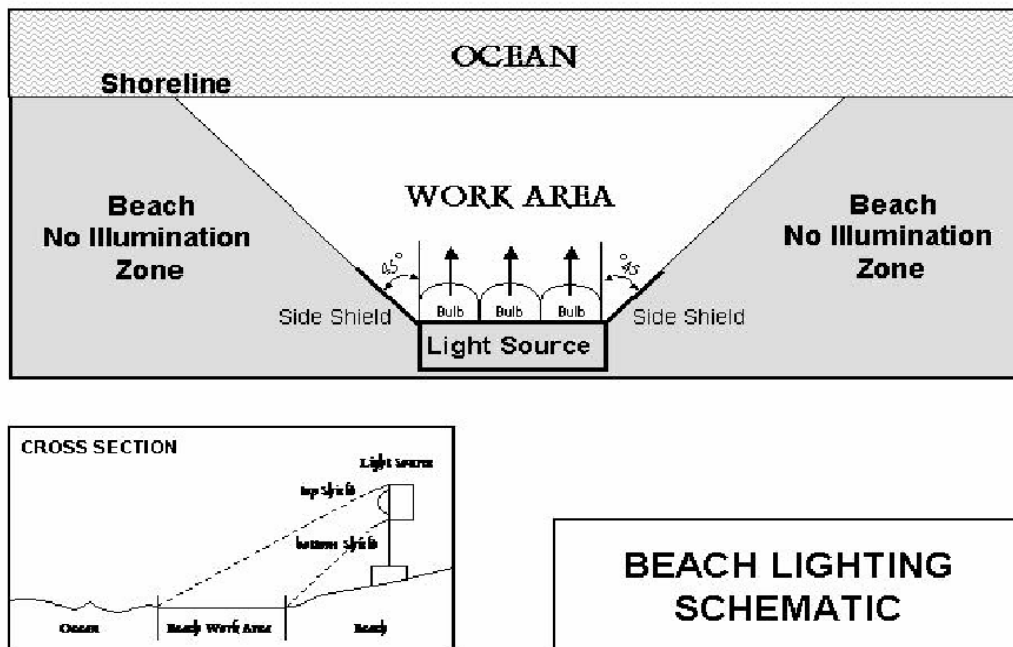 OCEAN
Shoreline
WORK AREA
Beach
No Illumination
Zone
Beach
No Illumination
Zone
45°
°45
Side Shield
Bulb
Bulb
Bulb
Side Shield
Light Source
CROSS SECTION
Light Source
top Shield
bottom Shield
Ocean
Beach Work Area
Beach
BEACH LIGHTING
SCHEMATIC